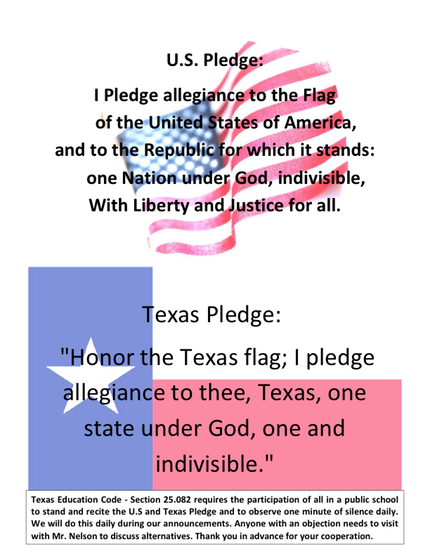 U.S. Pledge:
I Pledge allegiance to the Flag
of the United States of America,
and to the Republic for which it stands:
one Nation under God, indivisible,
With Liberty and Justice for all.
Texas Pledge:
"Honor the Texas flag; I pledge
allegiance to thee, Texas, one
state under God, one and
indivisible."
Texas Education Code - Section 25.082 requires the participation of all in a public school
to stand and recite the U.S and Texas Pledge and to observe one minute of silence daily.
We will do this daily during our announcements. Anyone with an objection needs to visit
with Mr. Nelson to discuss alternatives. Thank you in advance for your cooperation.